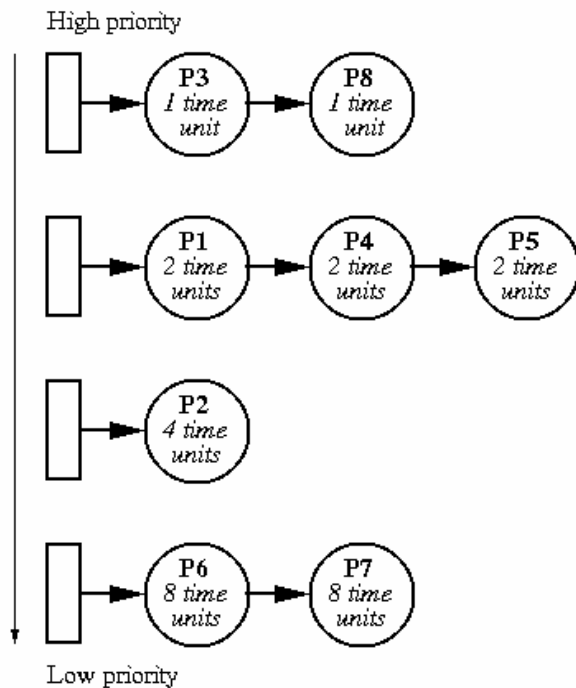 High priority
P3
1 time
unit
P8
1 time
unit
P1
2 time
units
P4
2 time
units
P5
2 time
units
P2
4 time
units
P6
8 time
units
P7
8 time
units
Low priority